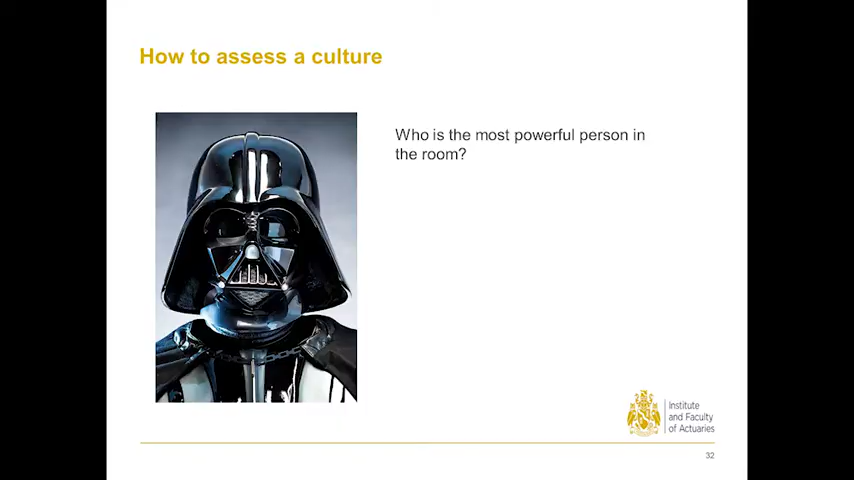 How to assess a culture
Who is the most powerful person in
the room?
Institute
and Faculty
of Actuaries
32